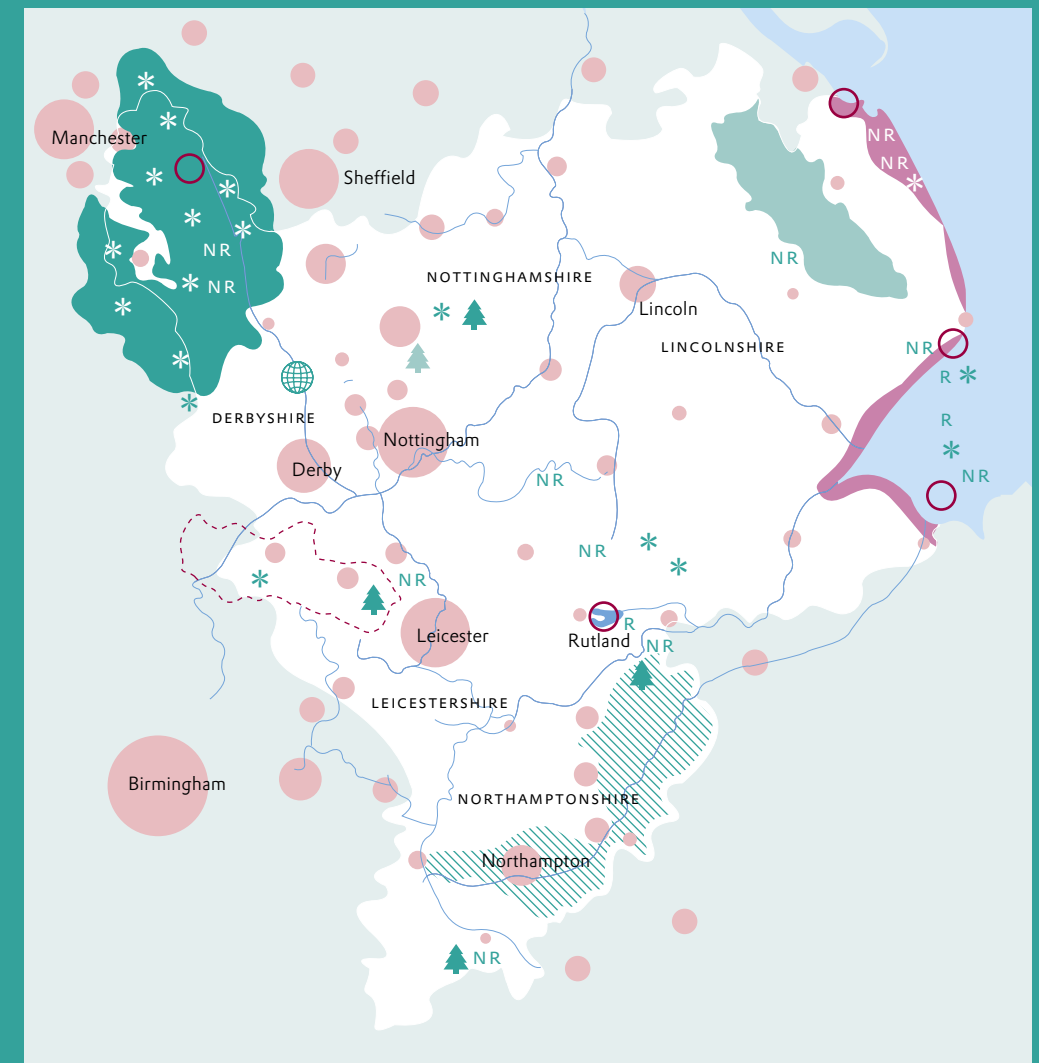 NR
Manchester
NR
Sheffield
NR
NR
NOTTINGHAMSHIRE
NR
Lincoln
LINCOLNSHIRE
NR
R
DERBYSHIRE
R
Nottingham
Derby
NR
NR
NR
NR
R
Rutland
Leicester
NR
LEICESTERSHIRE
Birmingham
NORTHAMPTONSHIRE
Northampton
NR